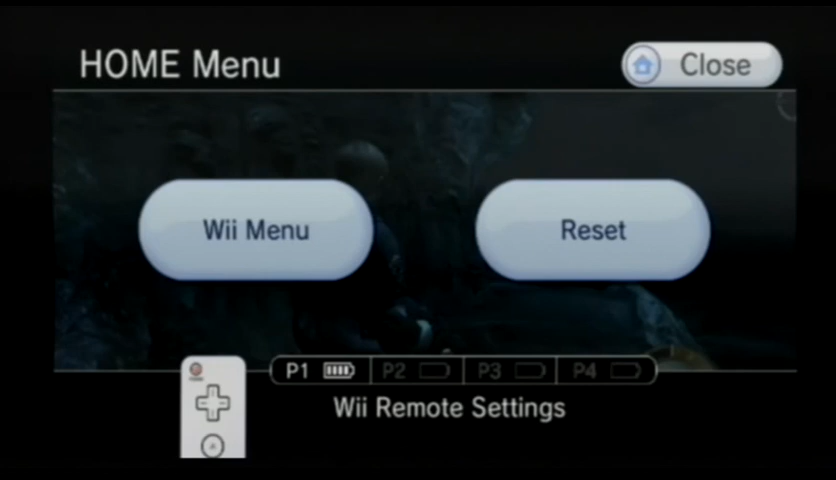 HOME Menu
Close
Wii Menu
Reset
P1 P2 P3 P4
Wii Remote Settings
A